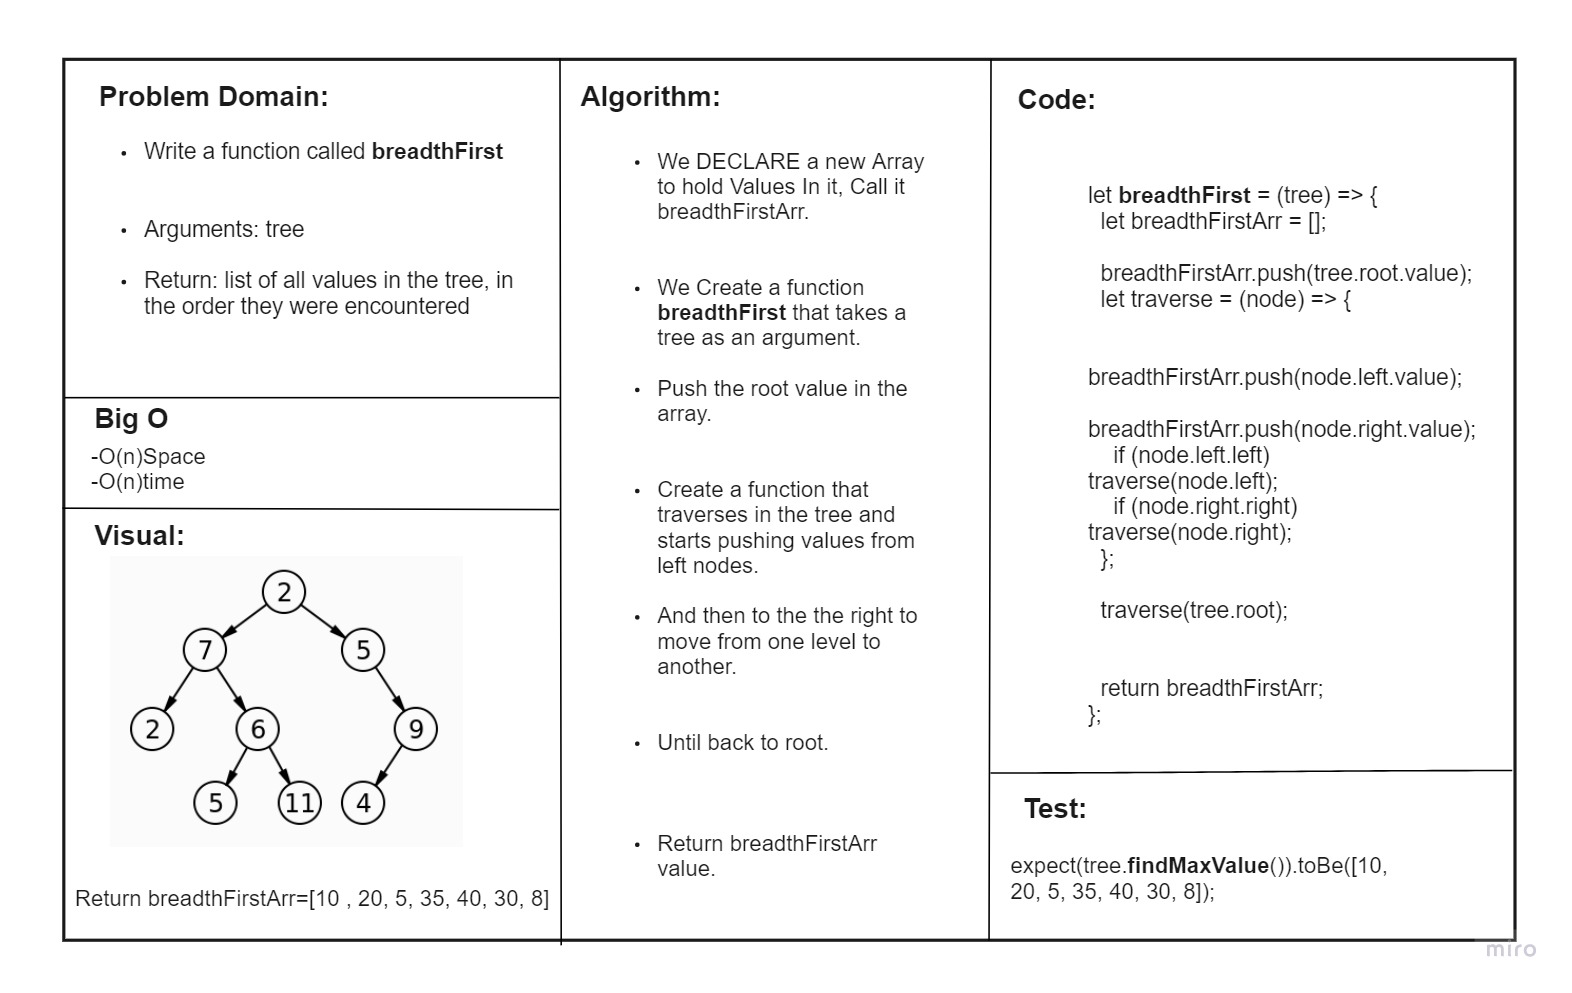 Problem Domain:
• Write a function called breadthFirst
• Arguments: tree
• Return: list of all values in the tree, in
the order they were encountered
Big O
-O(n)Space
-O(n)time
Visual:
2
7 5
2 6 9
5 11 4
Return breadthFirstArr=[10 , 20, 5, 35, 40, 30, 8]
Algorithm:
• We DECLARE a new Array
to hold Values In it, Call it
breadthFirstArr.
• We Create a function
breadthFirst that takes a
tree as an argument.
• Push the root value in the
array.
• Create a function that
traverses in the tree and
starts pushing values from
left nodes.
• And then to the the right to
move from one level to
another.
• Until back to root.
• Return breadthFirstArr
value.
Code:
let breadthFirst = (tree) => {
let breadthFirstArr = [];
breadthFirstArr.push(tree.root.value);
let traverse = (node) => {
breadthFirstArr.push(node.left.value);
breadthFirstArr.push(node.right.value);
if (node.left.left)
traverse(node.left);
if (node.right.right)
traverse(node.right);
};
traverse(tree.root);
return breadthFirstArr;
};
Test:
expect(tree.findMaxValue()).toBe([10,
20, 5, 35, 40, 30, 8]);
miro